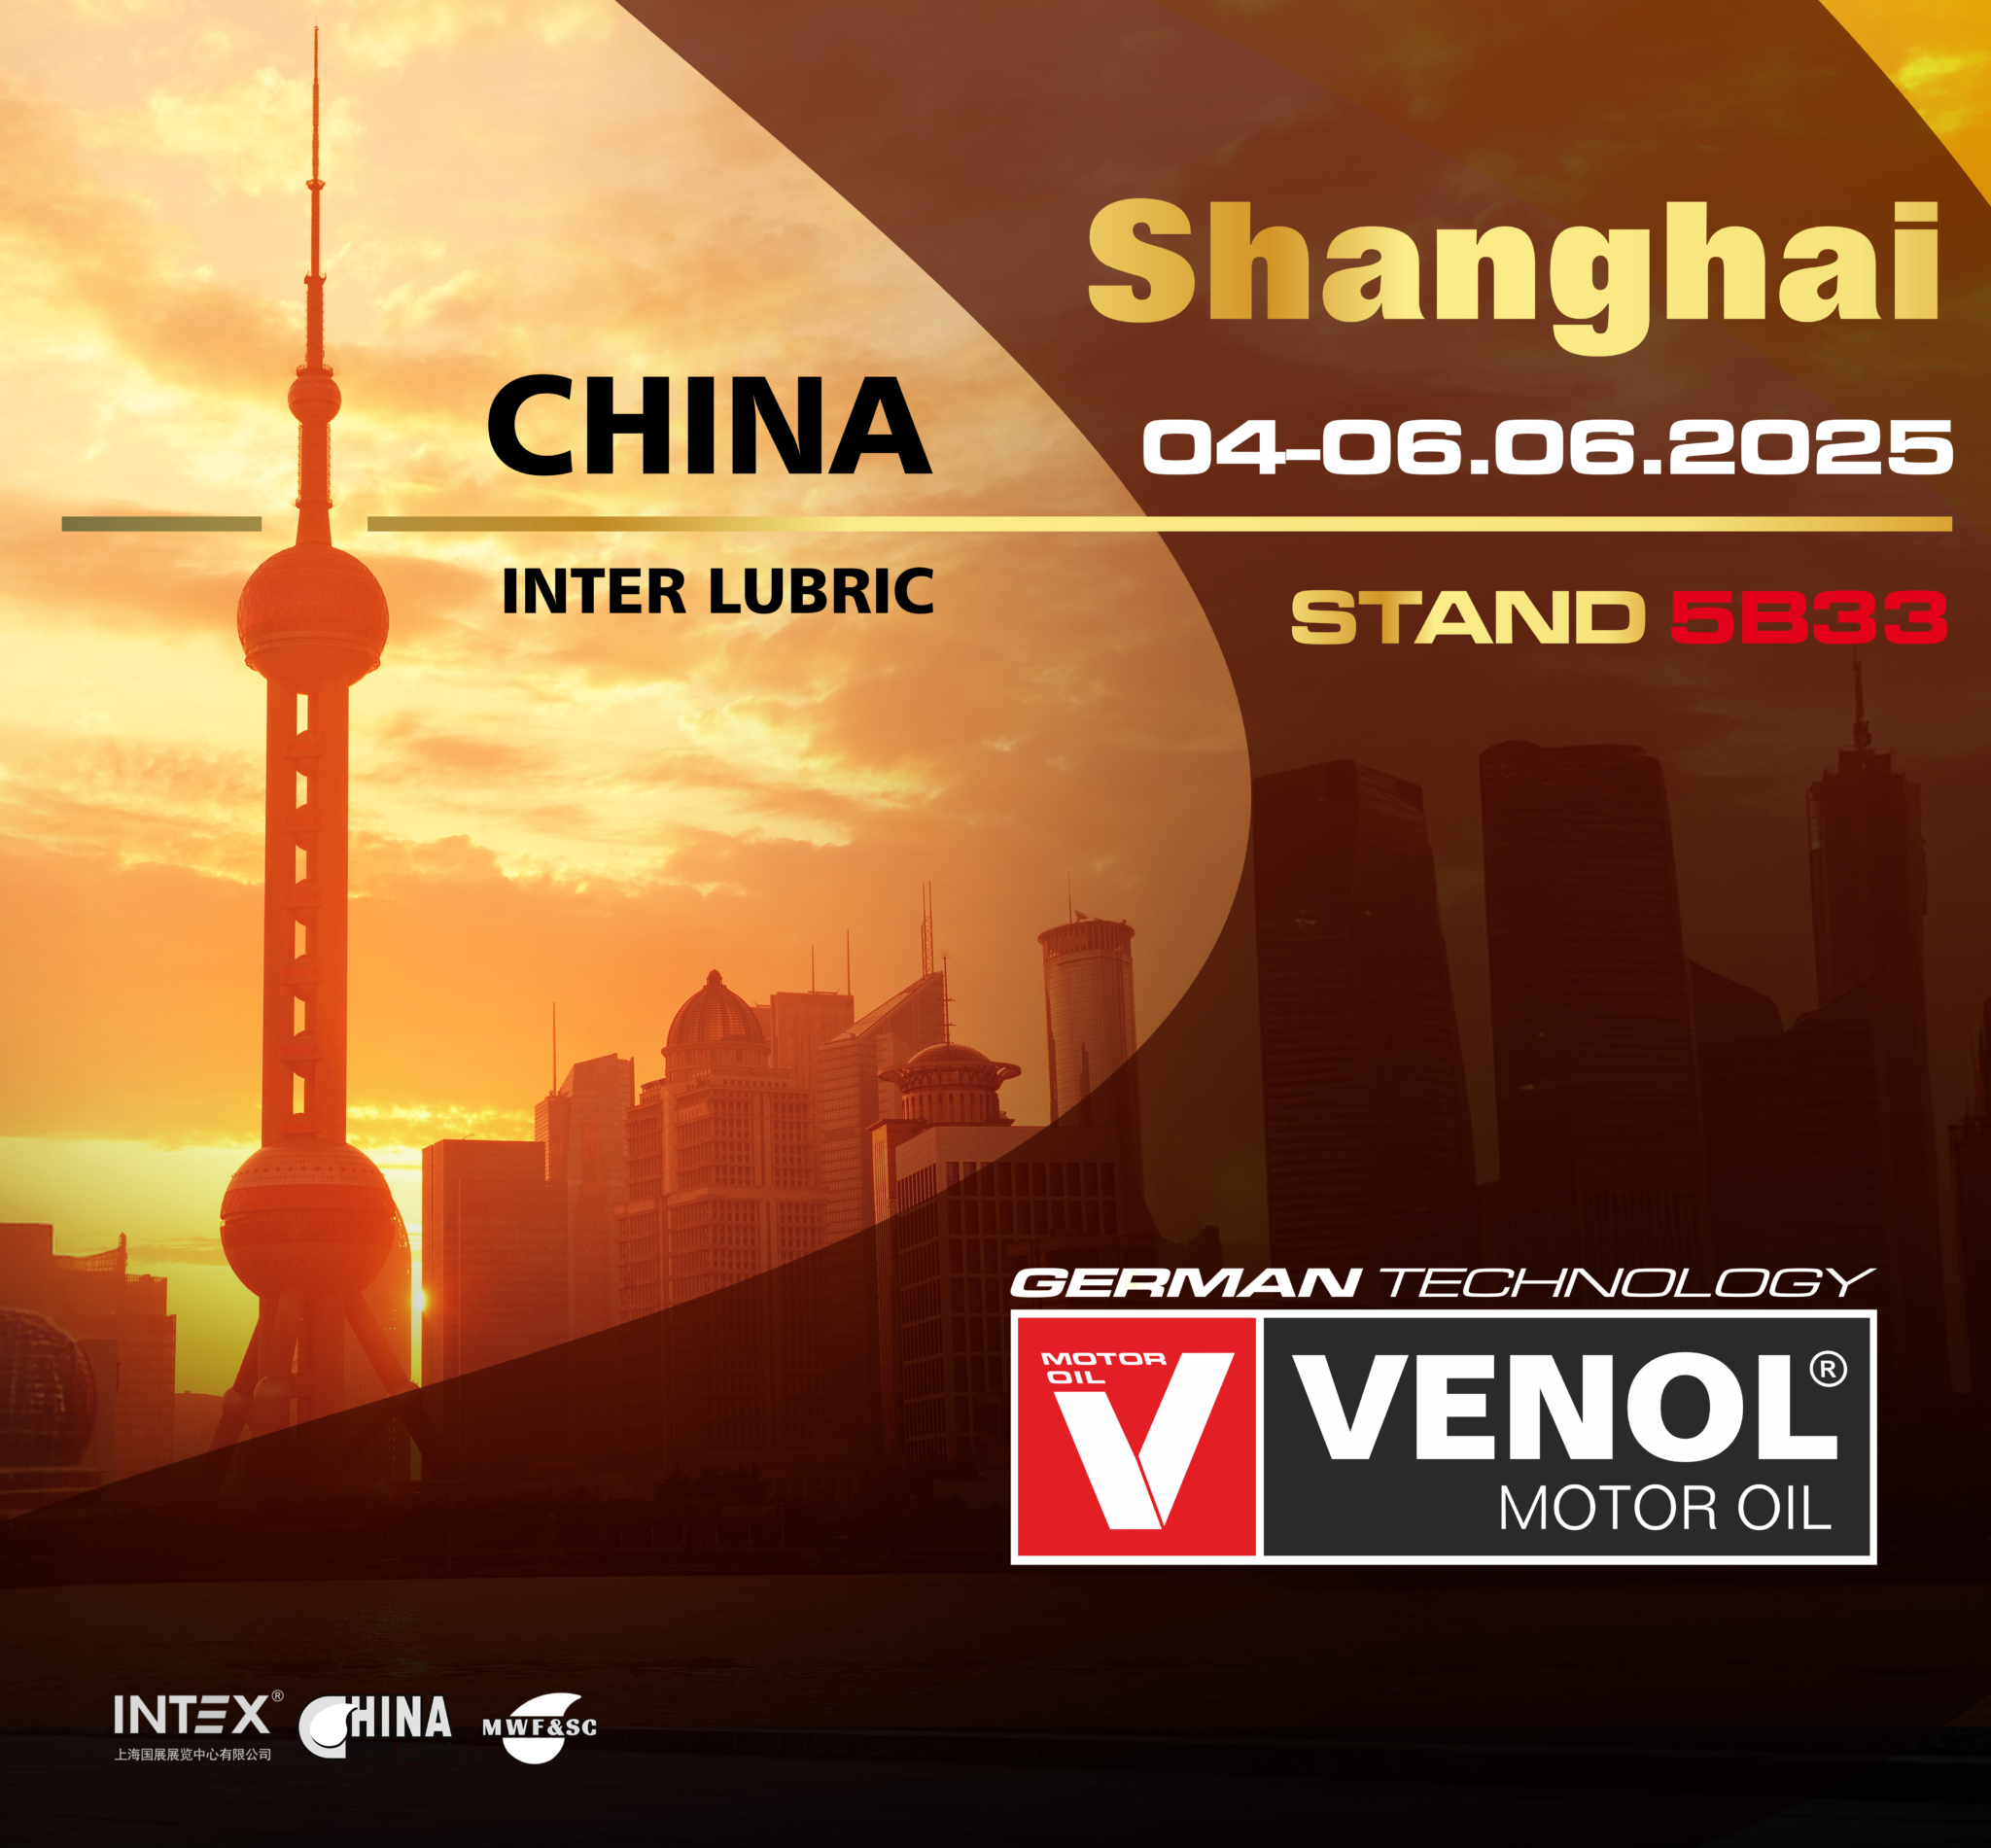 Shanghai
CHINA
04-06.06.2025
INTER LUBRIC
STAND 5B33
GERMAN TECHNOLOGY
MOTOR
OIL
VENOL®
MOTOR OIL
INTEX®
上海国展展览中心有限公司
CHINA
MWF&SC